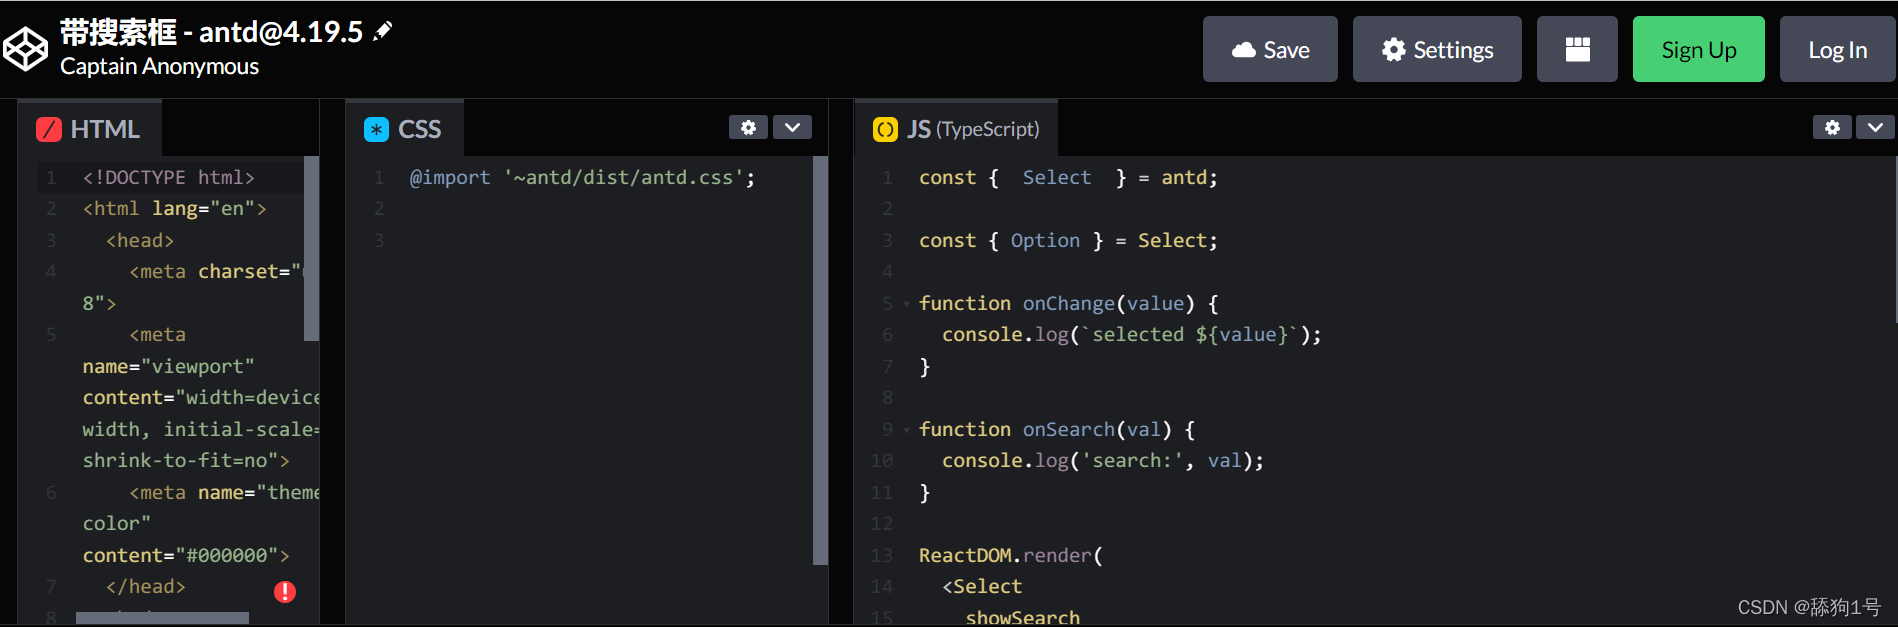 带搜索框 - antd@4.19.5
Captain Anonymous
Save
Settings
Sign Up
Log In
HTML
1 <!DOCTYPE html>
2 <html lang="en">
3 <head>
4 <meta charset="
8">
5 <meta
name="viewport"
content="width=device
width, initial-scale=
shrink-to-fit=no">
6 <meta name="theme
color"
content="#000000">
7 </head>
8
CSS
1 @import '~antd/dist/antd.css';
2
3
JS (TypeScript)
1 const {  Select  } = antd;
2
3 const { Option } = Select;
4
5 function onChange(value) {
6 console.log(`selected ${value}`);
7 }
8
9 function onSearch(val) {
10 console.log('search:', val);
11 }
12
13 ReactDOM.render(
14 <Select
15 showSearch
CSDN @舔狗1号